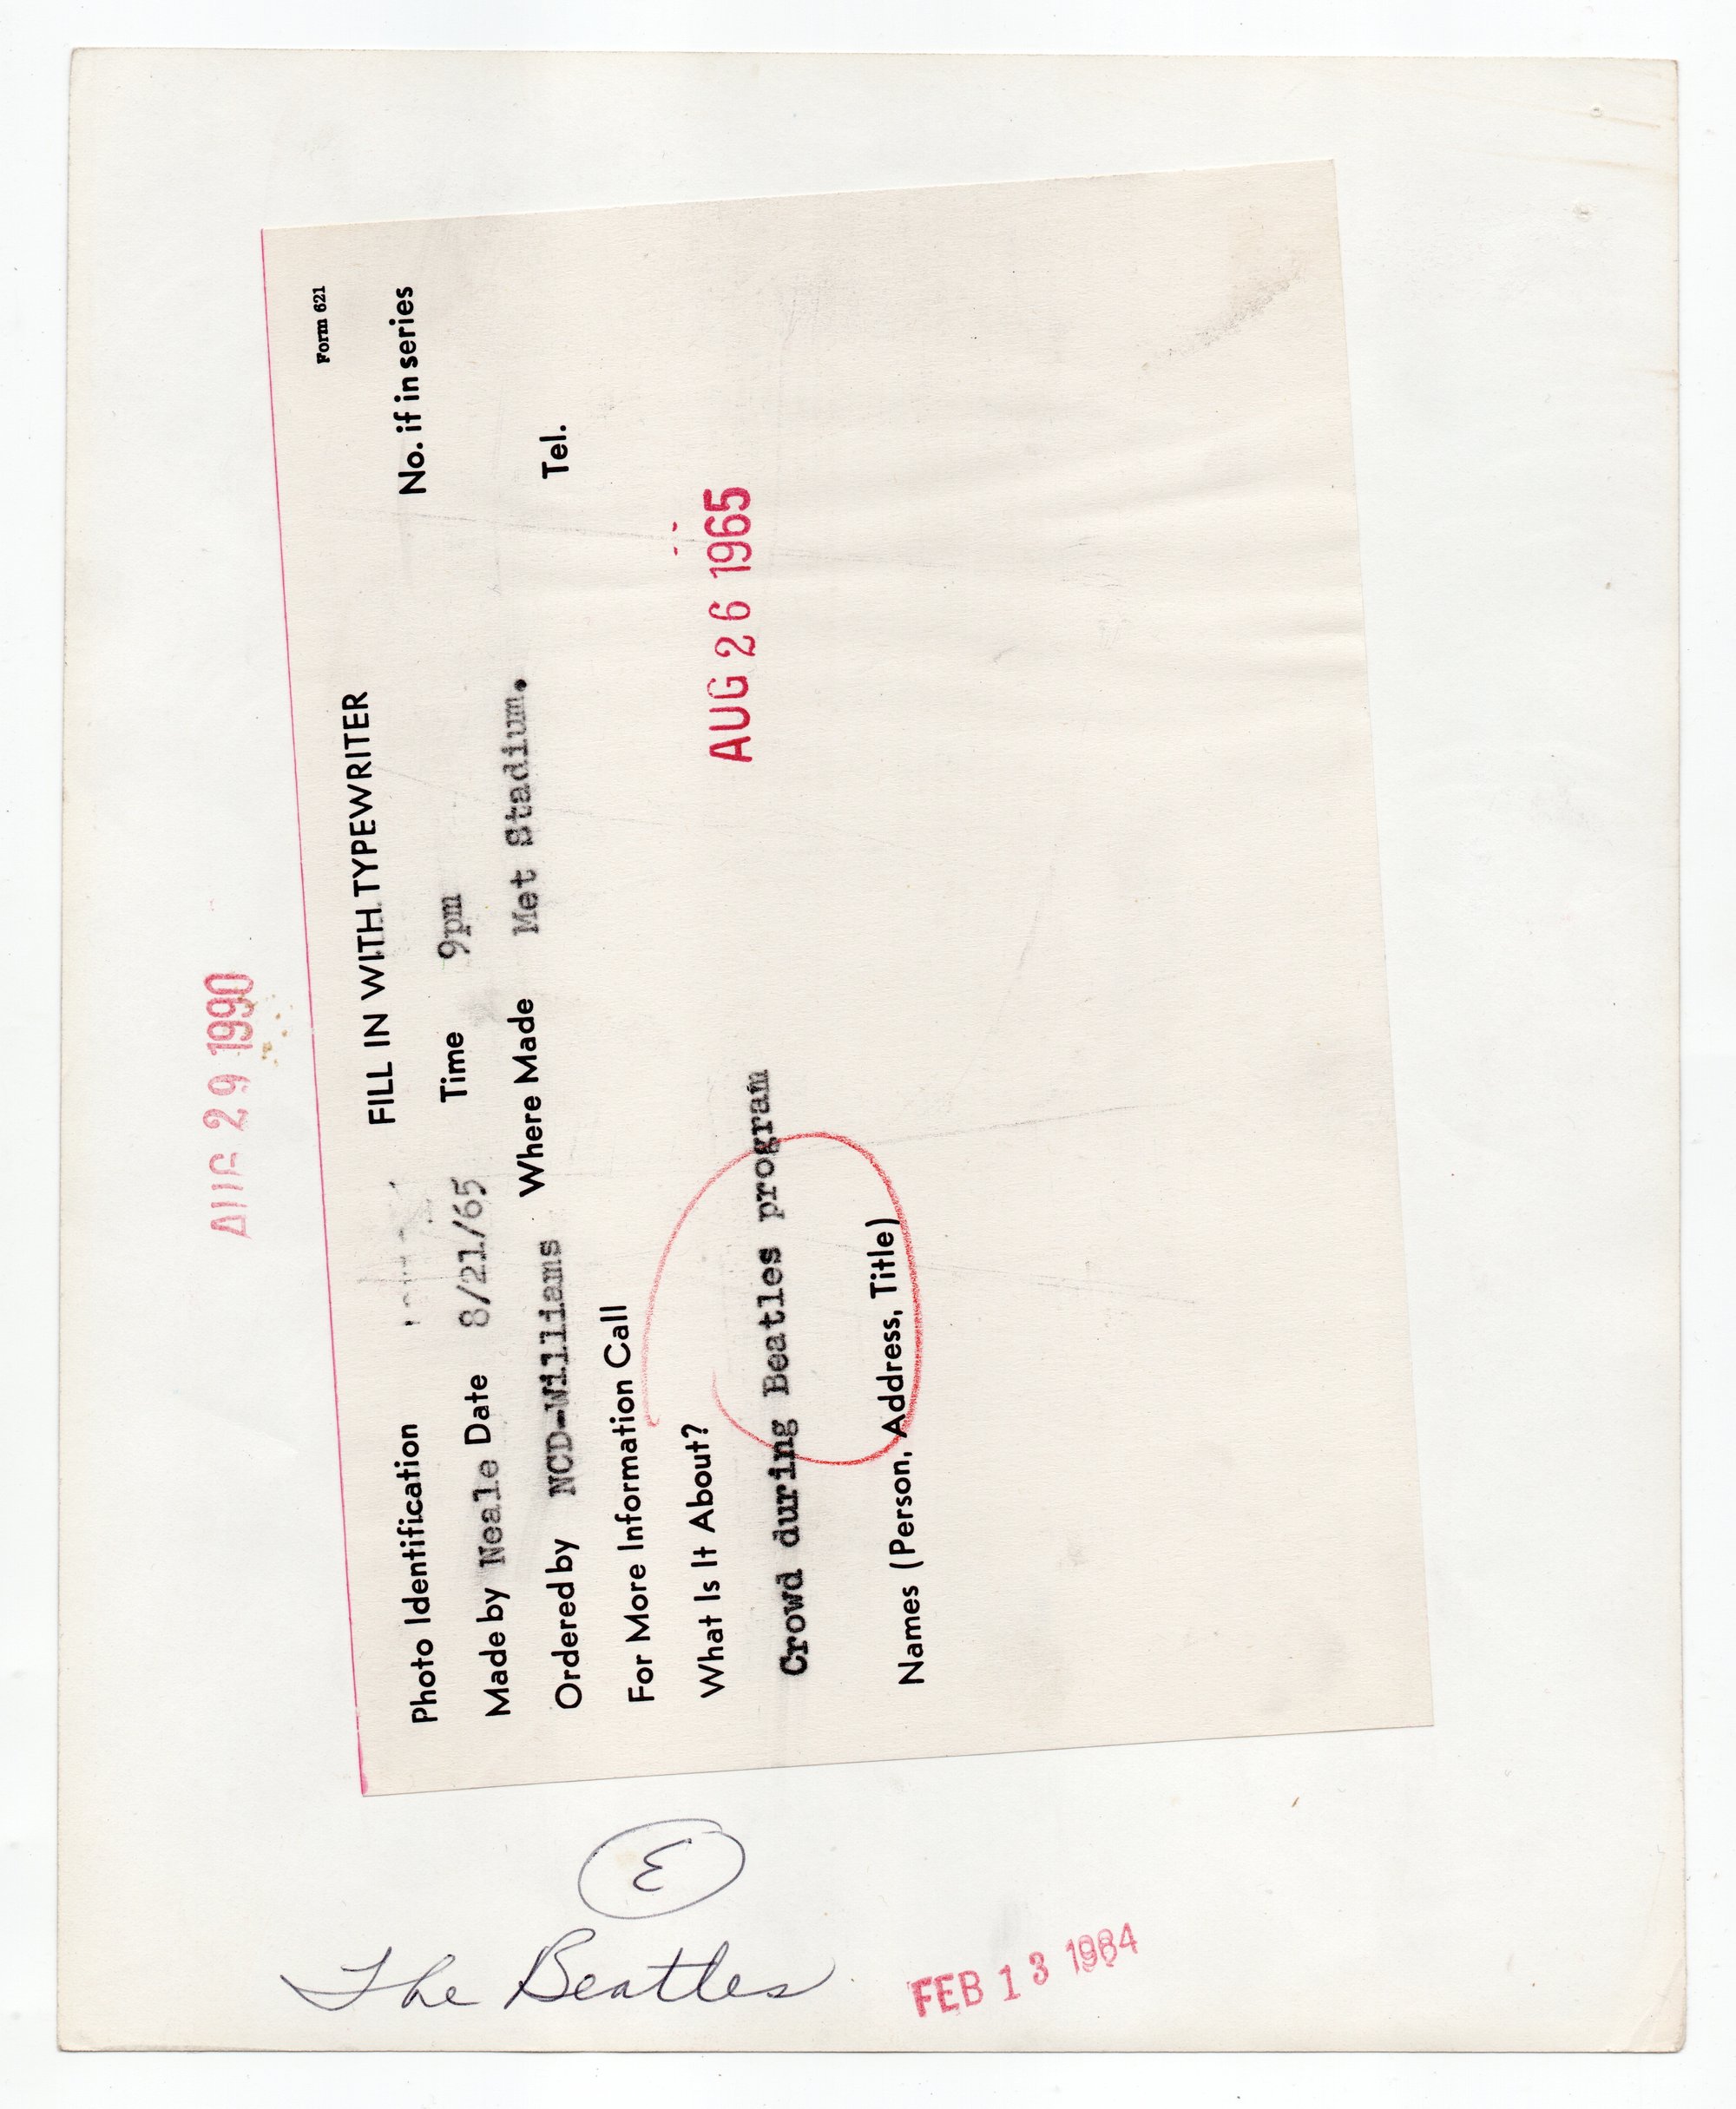 AUG 29 1990
Form 621
FILL IN WITH TYPEWRITER
Photo Identification No. if in series
Made by Neale Date 8/21/65 Time 9pm
Ordered by NCD-Williams Where Made Met Stadium.
For More Information Call Tel.
What Is It About?
AUG 26 1965
Crowd during Beatles program
Names (Person, Address, Title)
E
The Beatles
FEB 13 1984